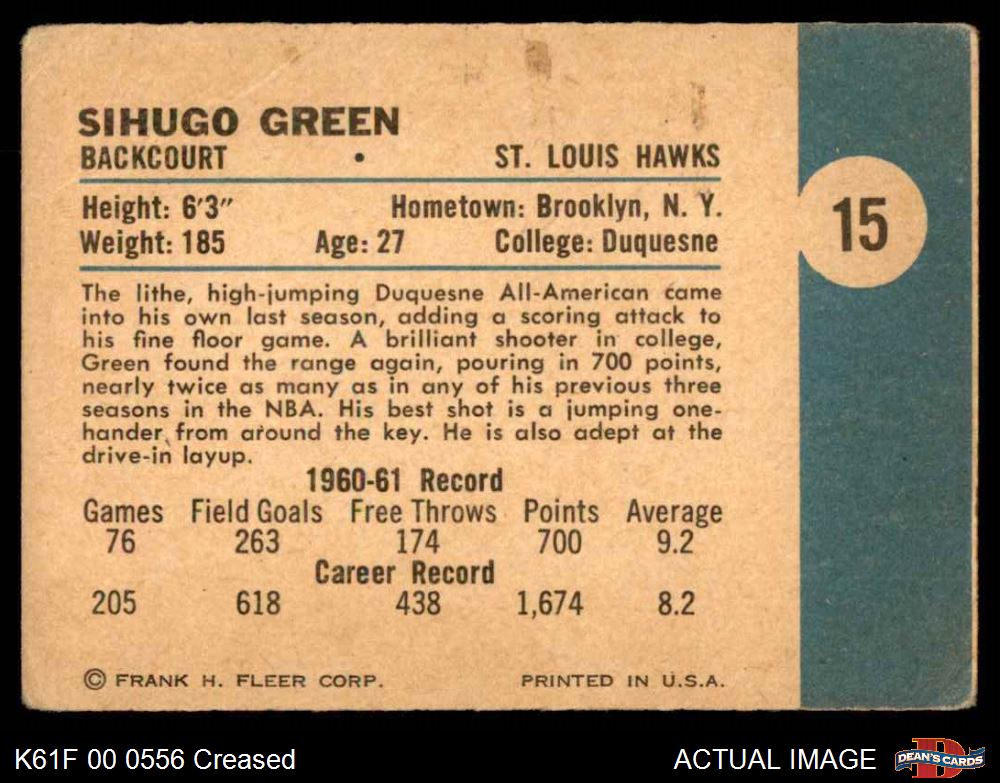 SIHUGO GREEN
BACKCOURT • ST. LOUIS HAWKS
Height: 6'3" Hometown: Brooklyn, N. Y.
Weight: 185 Age: 27 College: Duquesne
15
The lithe, high-jumping Duquesne All-American came
into his own last season, adding a scoring attack to
his fine floor game. A brilliant shooter in college,
Green found the range again, pouring in 700 points,
nearly twice as many as in any of his previous three
seasons in the NBA. His best shot is a jumping one-
hander from around the key. He is also adept at the
drive-in layup.
1960-61 Record
Games Field Goals Free Throws Points Average
76 263 174 700 9.2
Career Record
205 618 438 1,674 8.2
© FRANK H. FLEER CORP. PRINTED IN U.S.A.
K61F 00 0556 Creased ACTUAL IMAGE DEAN'S CARDS